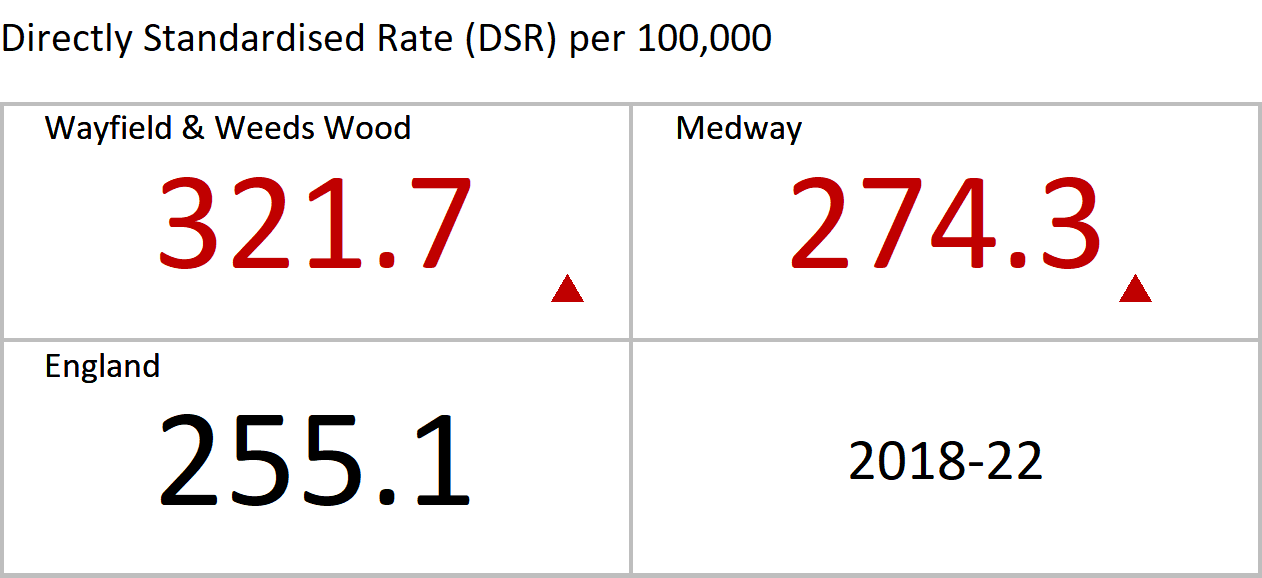 Directly Standardised Rate (DSR) per 100,000
Wayfield & Weeds Wood
321.7
Medway
274.3
England
255.1
2018-22